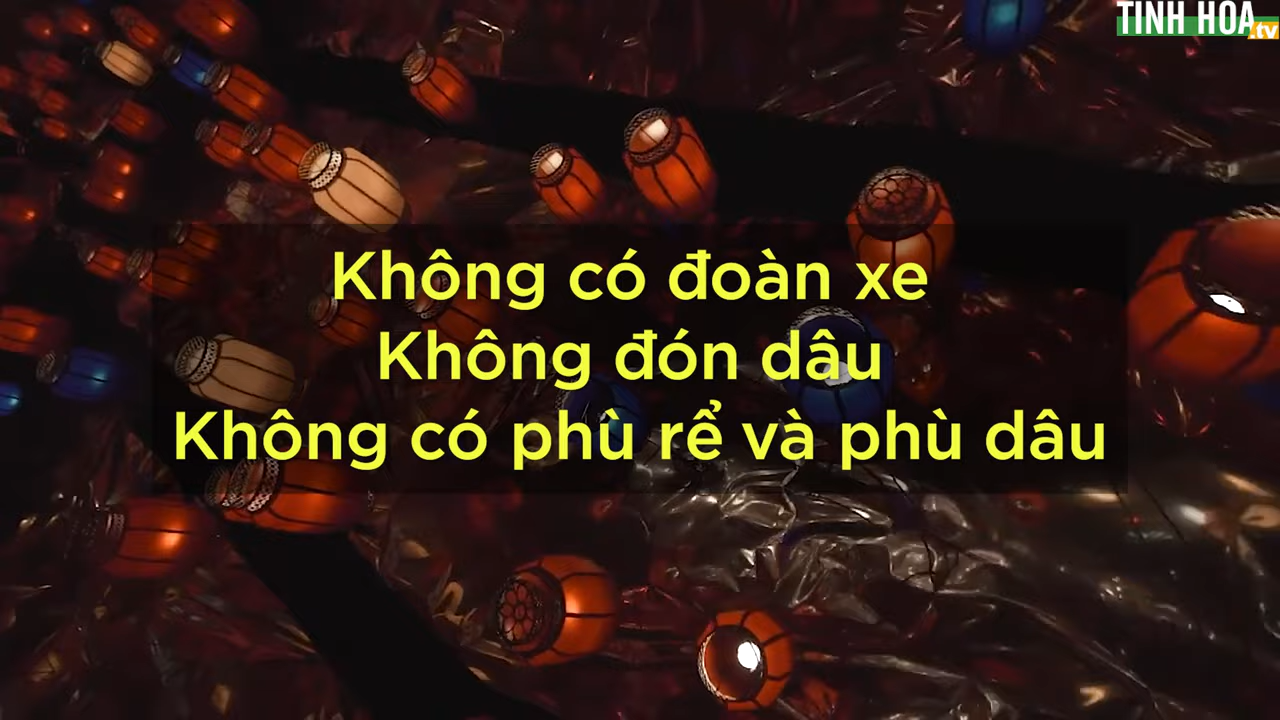 TINH HOA
.tv
Không có đoàn xe
Không đón dâu
Không có phù rể và phù dâu